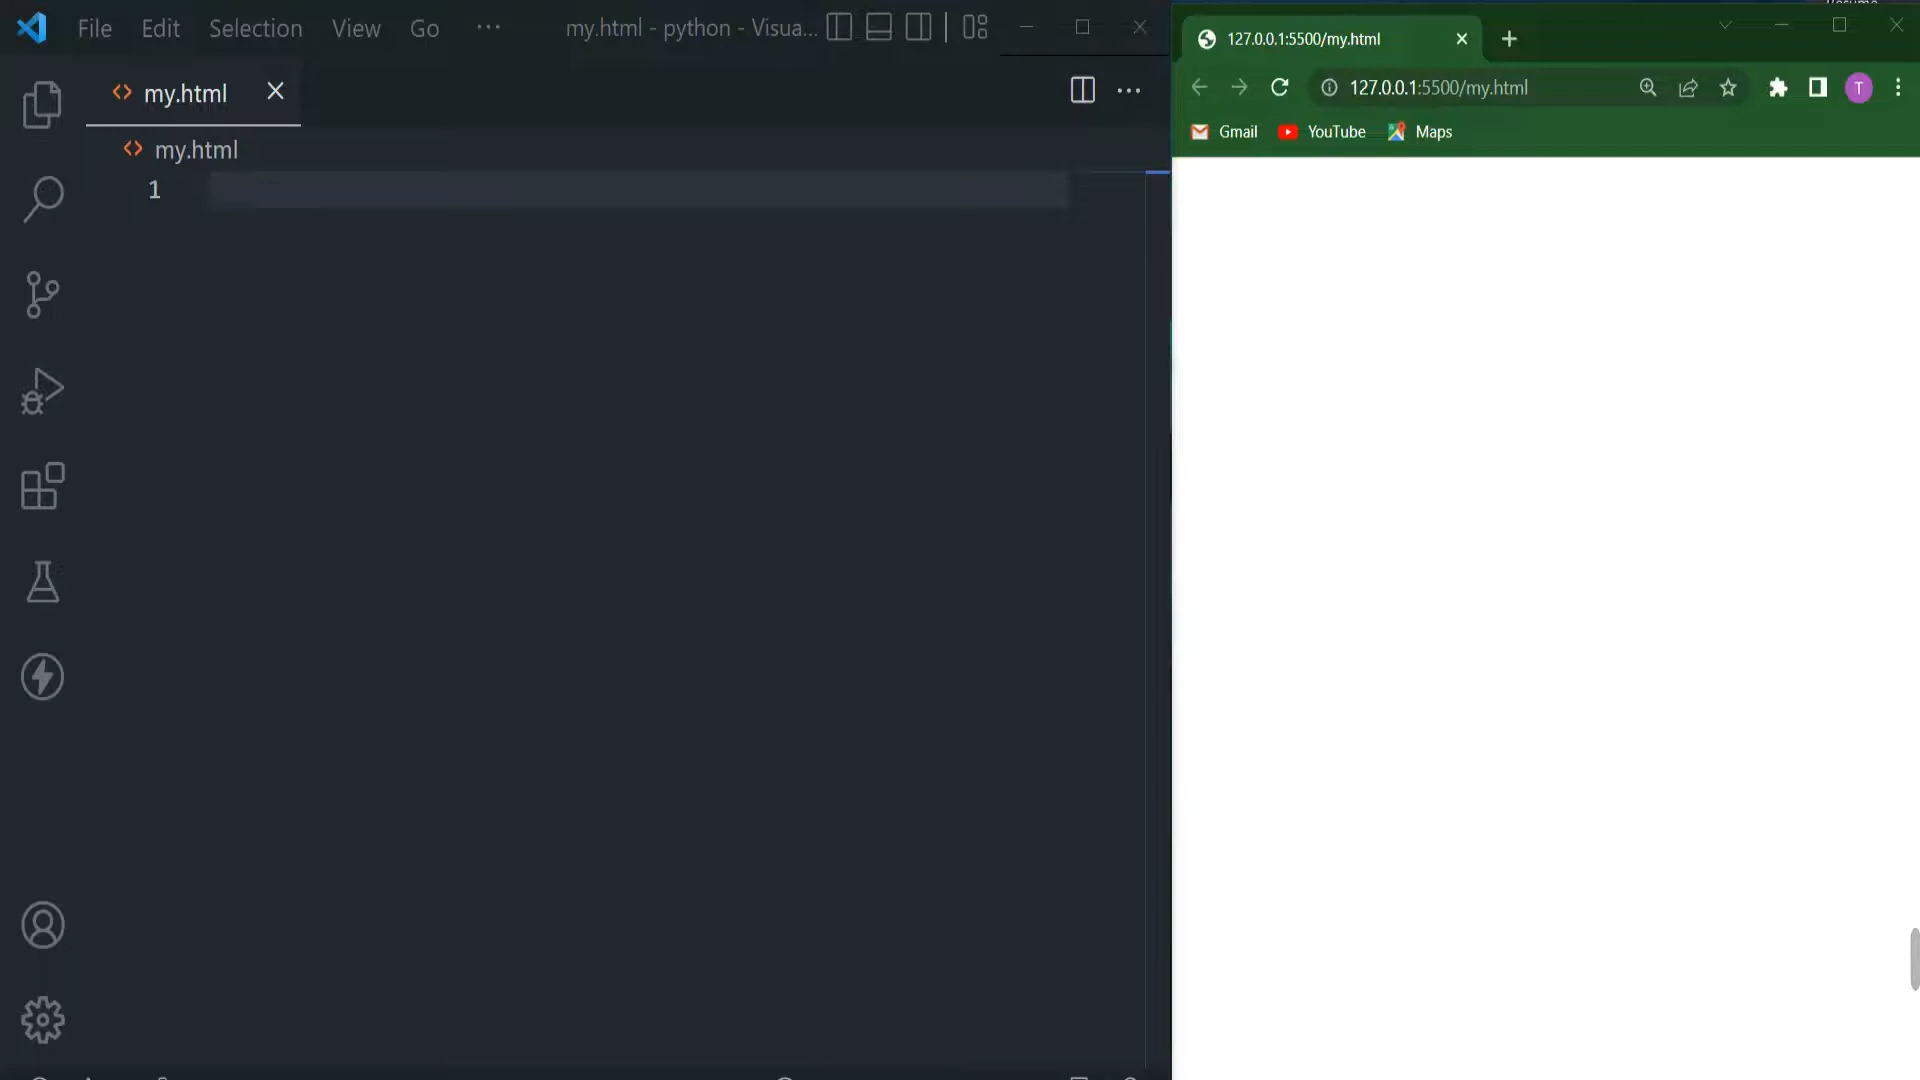 File Edit Selection View Go ··· my.html - python - Visua...
my.html
my.html
1
127.0.0.1:5500/my.html
127.0.0.1:5500/my.html T
Gmail YouTube Maps